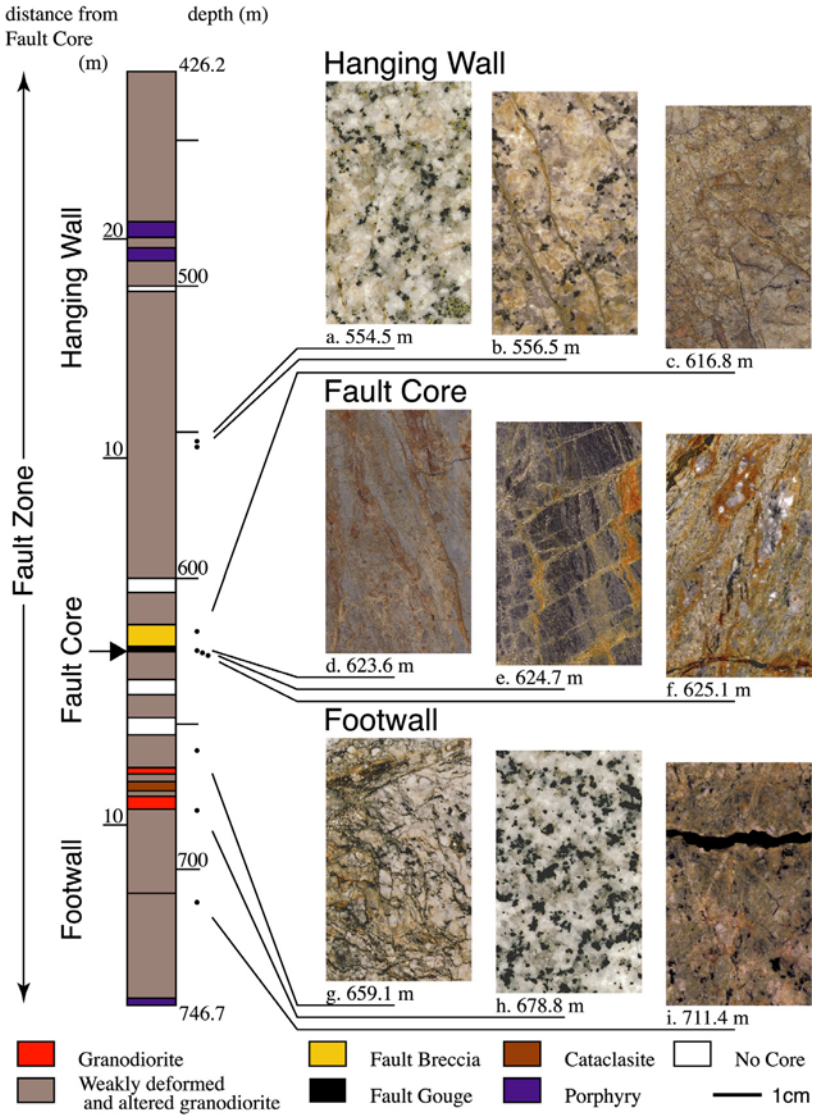 distance from
Fault Core
(m)
depth (m)
426.2
20
500
10
600
10
700
746.7
Hanging Wall
Fault Zone
Fault Core
Footwall
Hanging Wall
a. 554.5 m
b. 556.5 m
c. 616.8 m
Fault Core
d. 623.6 m
e. 624.7 m
f. 625.1 m
Footwall
g. 659.1 m
h. 678.8 m
i. 711.4 m
Granodiorite
Fault Breccia
Cataclasite
No Core
Weakly deformed
and altered granodiorite
Fault Gouge
Porphyry
1cm